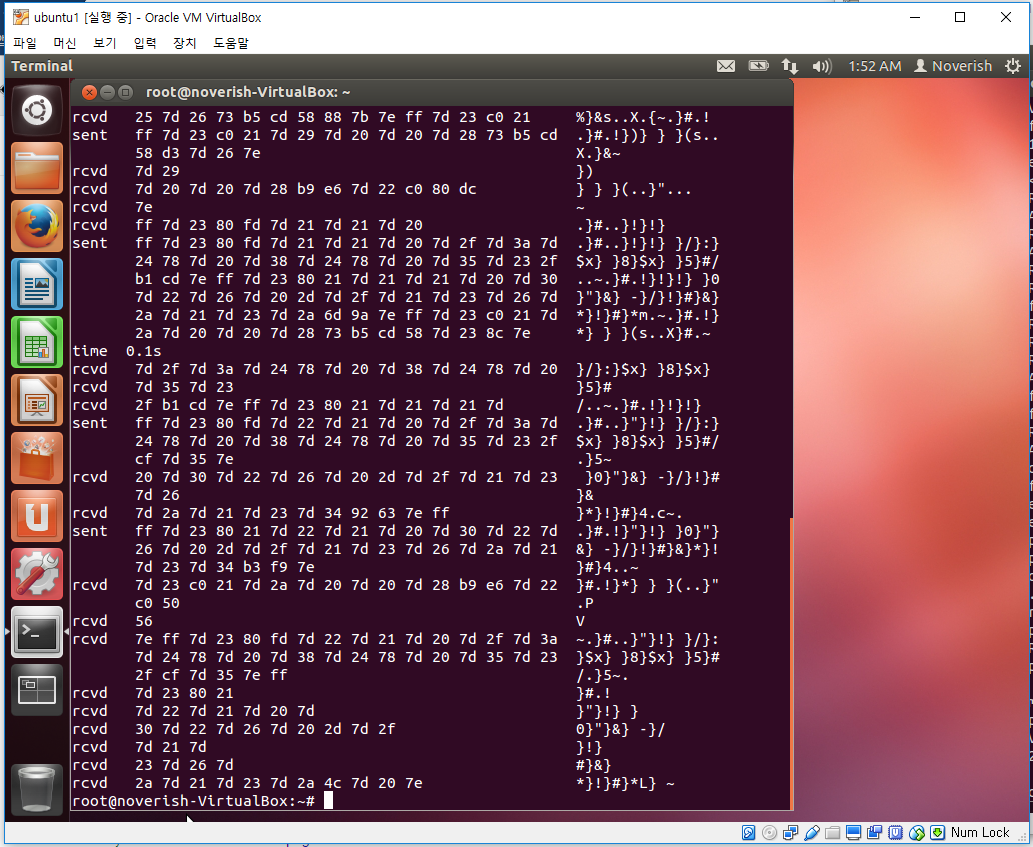 ubuntu1 [실행 중] - Oracle VM VirtualBox
파일 머신 보기 입력 장치 도움말
Terminal 1:52 AM Noverish
root@noverish-VirtualBox: ~
rcvd 25 7d 26 73 b5 cd 58 88 7b 7e ff 7d 23 c0 21 %}&s..X.{~.}#.!
sent ff 7d 23 c0 21 7d 29 7d 20 7d 20 7d 28 73 b5 cd .}#.!})} } }(s..
58 d3 7d 26 7e X.}&~
rcvd 7d 29 })
rcvd 7d 20 7d 20 7d 28 b9 e6 7d 22 c0 80 dc } } }(..}"...
rcvd 7e ~
rcvd ff 7d 23 80 fd 7d 21 7d 21 7d 20 .}#..}!}!}
sent ff 7d 23 80 fd 7d 21 7d 21 7d 20 7d 2f 7d 3a 7d .}#..}!}!} }/}:}
24 78 7d 20 7d 38 7d 24 78 7d 20 7d 35 7d 23 2f $x} }8}$x} }5}#/
b1 cd 7e ff 7d 23 80 21 7d 21 7d 21 7d 20 7d 30 ..~.}#.!}!}!} }0
7d 22 7d 26 7d 20 2d 7d 2f 7d 21 7d 23 7d 26 7d }"}&} -}/}!}#}&}
2a 7d 21 7d 23 7d 2a 6d 9a 7e ff 7d 23 c0 21 7d *}!}#}*m.~.}#.!}
2a 7d 20 7d 20 7d 28 73 b5 cd 58 7d 23 8c 7e *} } }(s..X}#.~
time 0.1s
rcvd 7d 2f 7d 3a 7d 24 78 7d 20 7d 38 7d 24 78 7d 20 }/}:}$x} }8}$x}
rcvd 7d 35 7d 23 }5}#
rcvd 2f b1 cd 7e ff 7d 23 80 21 7d 21 7d 21 7d /..~.}#.!}!}!}
sent ff 7d 23 80 fd 7d 22 7d 21 7d 20 7d 2f 7d 3a 7d .}#..}"}!} }/}:}
24 78 7d 20 7d 38 7d 24 78 7d 20 7d 35 7d 23 2f $x} }8}$x} }5}#/
cf 7d 35 7e .}5~
rcvd 20 7d 30 7d 22 7d 26 7d 20 2d 7d 2f 7d 21 7d 23 }0}"}&} -}/}!}#
7d 26 }&
rcvd 7d 2a 7d 21 7d 23 7d 34 92 63 7e ff }*}!}#}4.c~.
sent ff 7d 23 80 21 7d 22 7d 21 7d 20 7d 30 7d 22 7d .}#.!}"}!} }0}"}
26 7d 20 2d 7d 2f 7d 21 7d 23 7d 26 7d 2a 7d 21 &} -}/}!}#}&}*}!
7d 23 7d 34 b3 f9 7e }#}4..~
rcvd 7d 23 c0 21 7d 2a 7d 20 7d 20 7d 28 b9 e6 7d 22 }#.!}*} } }(..}"
c0 50 .P
rcvd 56 V
rcvd 7e ff 7d 23 80 fd 7d 22 7d 21 7d 20 7d 2f 7d 3a ~.}#..}"}!} }/}:
7d 24 78 7d 20 7d 38 7d 24 78 7d 20 7d 35 7d 23 }$x} }8}$x} }5}#
2f cf 7d 35 7e ff /.}5~.
rcvd 7d 23 80 21 }#.!
rcvd 7d 22 7d 21 7d 20 7d }"}!} }
rcvd 30 7d 22 7d 26 7d 20 2d 7d 2f 0}"}&} -}/
rcvd 7d 21 7d }!}
rcvd 23 7d 26 7d #}&}
rcvd 2a 7d 21 7d 23 7d 2a 4c 7d 20 7e *}!}#}*L} ~
root@noverish-VirtualBox:~#
Num Lock